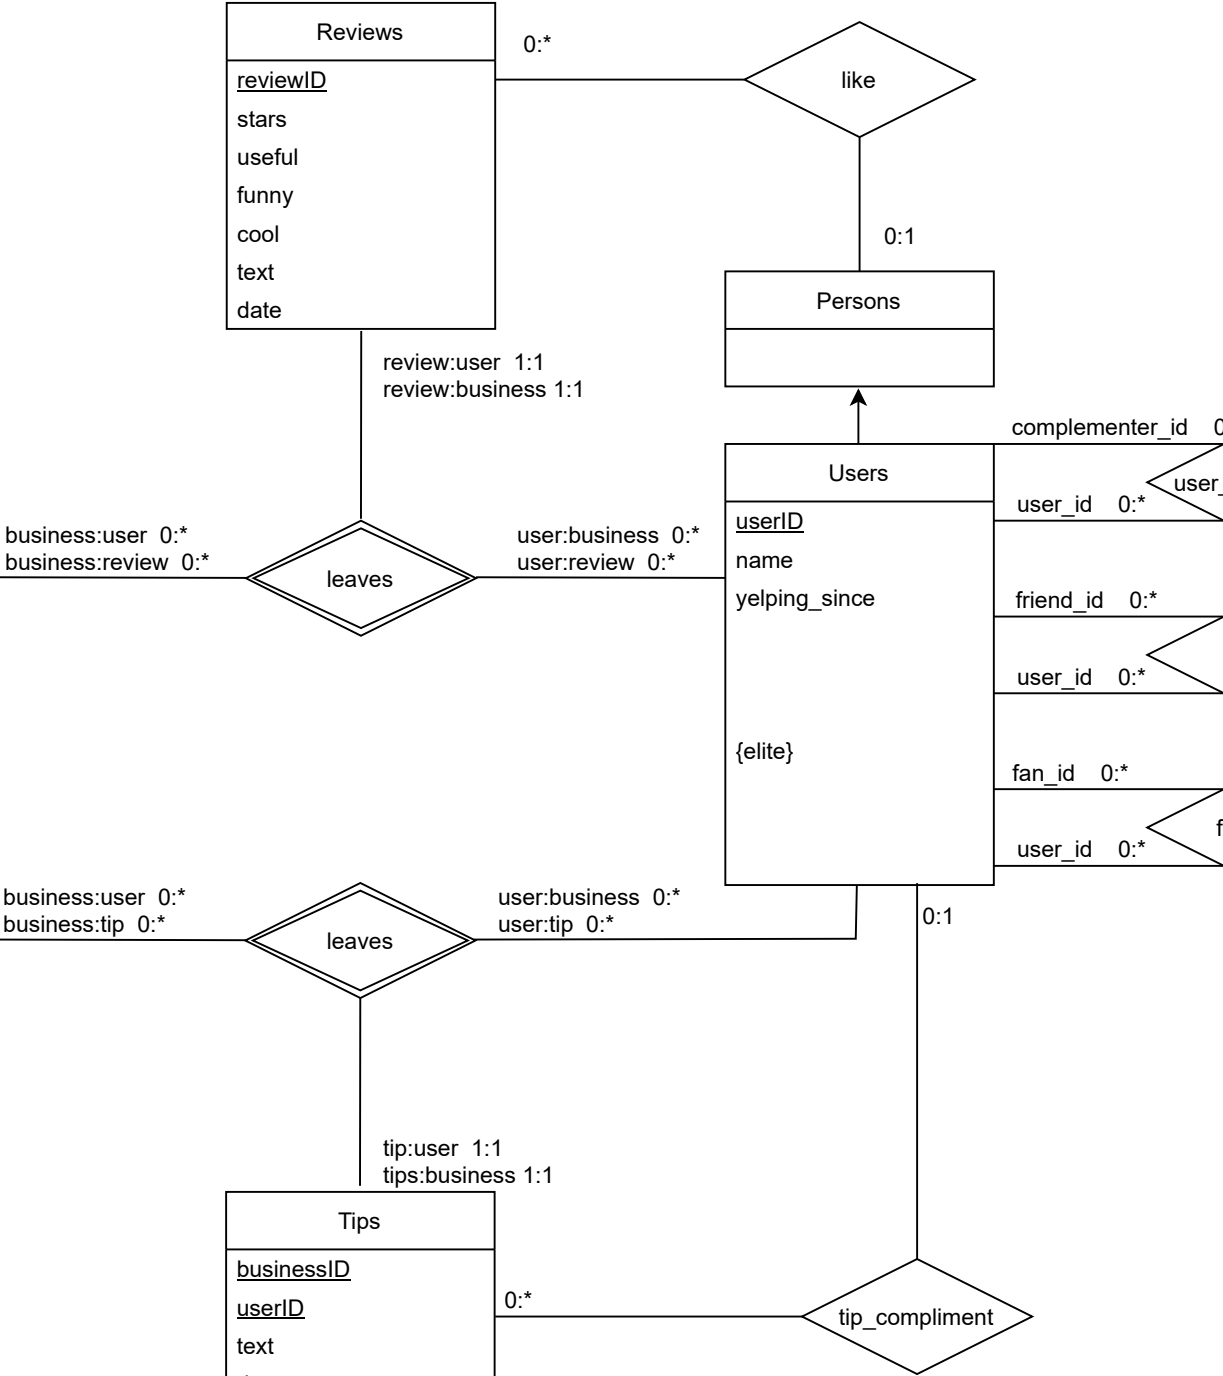 Reviews
reviewID
stars
useful
funny
cool
text
date
0:*
like
0:1
Persons
review:user  1:1
review:business 1:1
Users
userID
name
yelping_since
{elite}
complementer_id
user_id    0:*
friend_id    0:*
user_id    0:*
fan_id    0:*
user_id    0:*
business:user  0:*
business:review  0:*
leaves
user:business  0:*
user:review  0:*
business:user  0:*
business:tip  0:*
leaves
user:business  0:*
user:tip  0:*
0:1
tip:user  1:1
tips:business 1:1
Tips
businessID
userID
text
0:*
tip_compliment